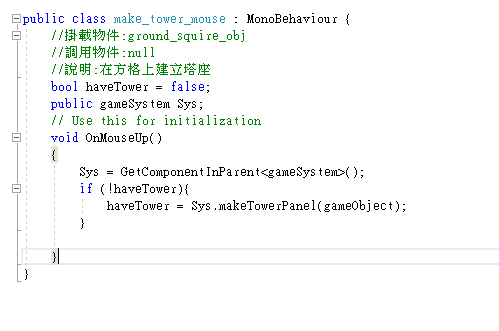 public class make_tower_mouse : MonoBehaviour {
//掛載物件:ground_squire_obj
//調用物件:null
//說明:在方格上建立塔座
bool haveTower = false;
public gameSystem Sys;
// Use this for initialization
void OnMouseUp()
{
Sys = GetComponentInParent<gameSystem>();
if (!haveTower){
haveTower = Sys.makeTowerPanel(gameObject);
}
}
}